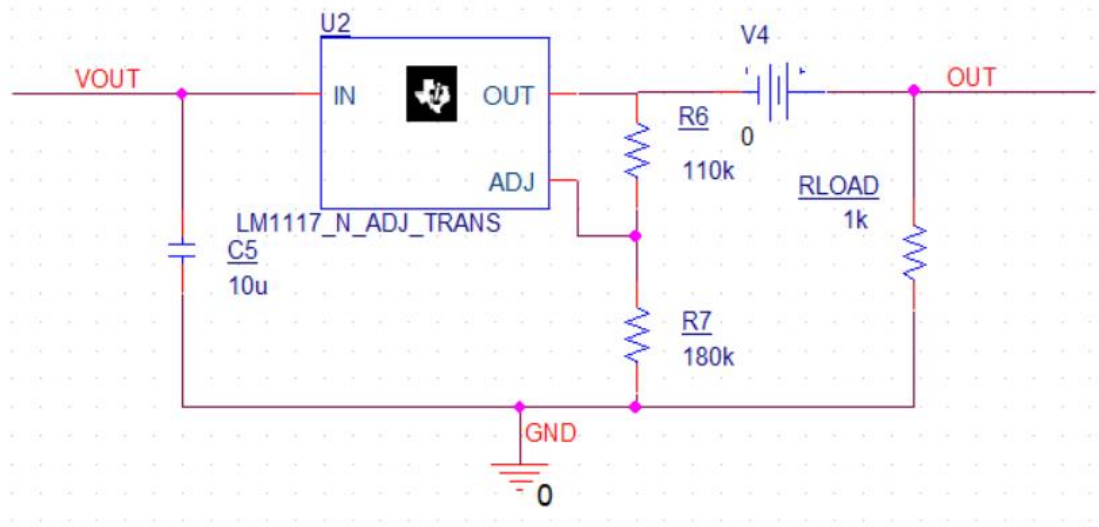 U2
V4
VOUT
IN
OUT
OUT
R6
0
110k
ADJ
RLOAD
1k
LM1117_N_ADJ_TRANS
C5
10u
R7
180k
GND
0